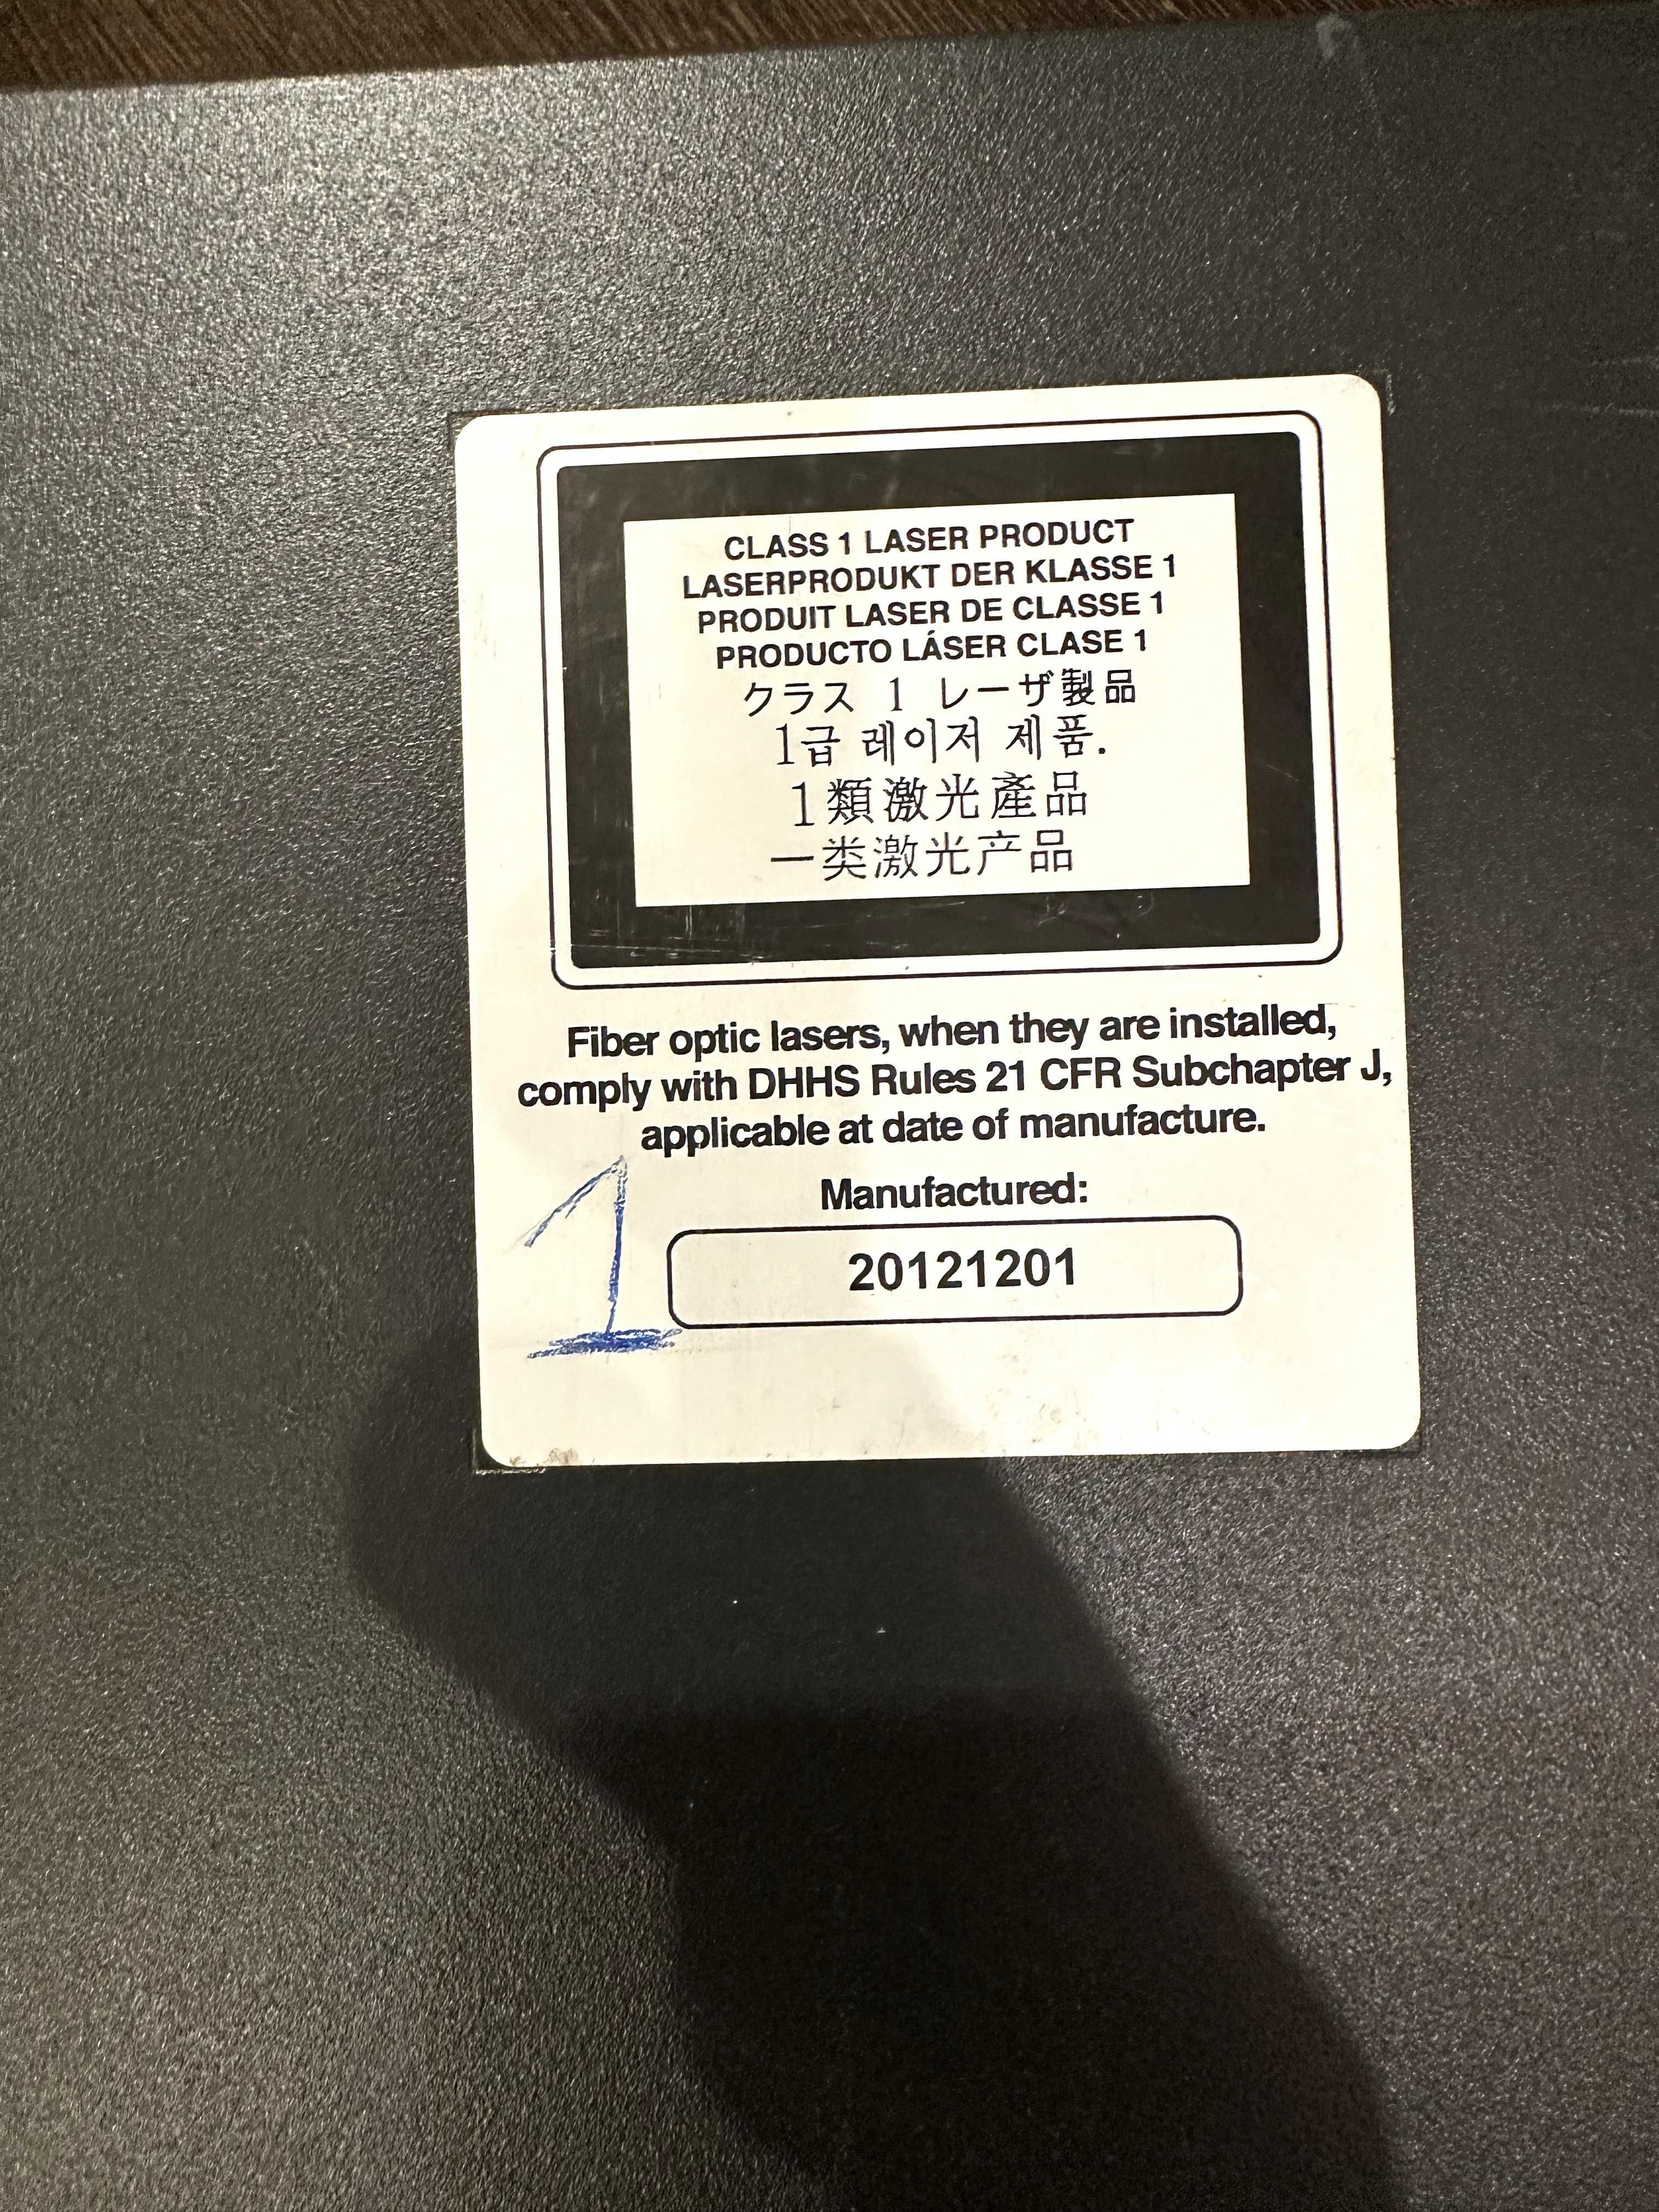 CLASS 1 LASER PRODUCT
LASERPRODUKT DER KLASSE 1
PRODUIT LASER DE CLASSE 1
PRODUCTO LÁSER CLASE 1
クラス 1 レーザ製品
1급 레이저 제품.
1類激光產品
一类激光产品
Fiber optic lasers, when they are installed,
comply with DHHS Rules 21 CFR Subchapter J,
applicable at date of manufacture.
Manufactured:
20121201
1